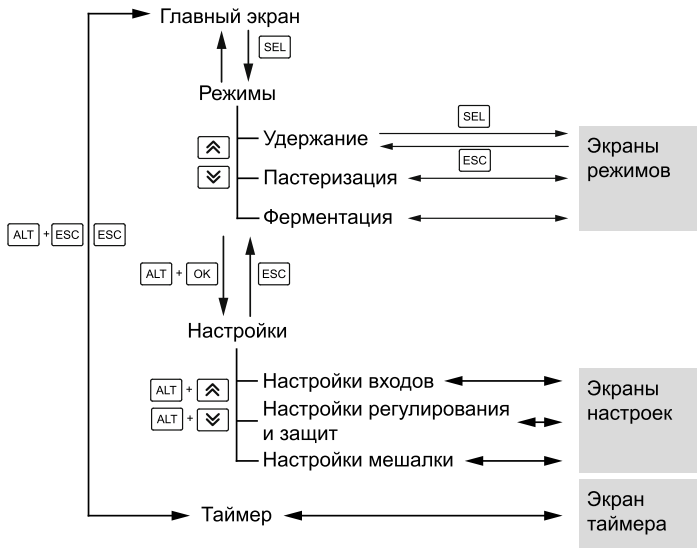 Главный экран
SEL
Режимы
Удержание
SEL
Экраны
режимов
ESC
Пастеризация
Ферментация
ALT + ESC ESC
ALT + OK
ESC
Настройки
Настройки входов
Экраны
настроек
ALT +
Настройки регулирования
и защит
ALT +
Настройки мешалки
Экран
таймера
Таймер